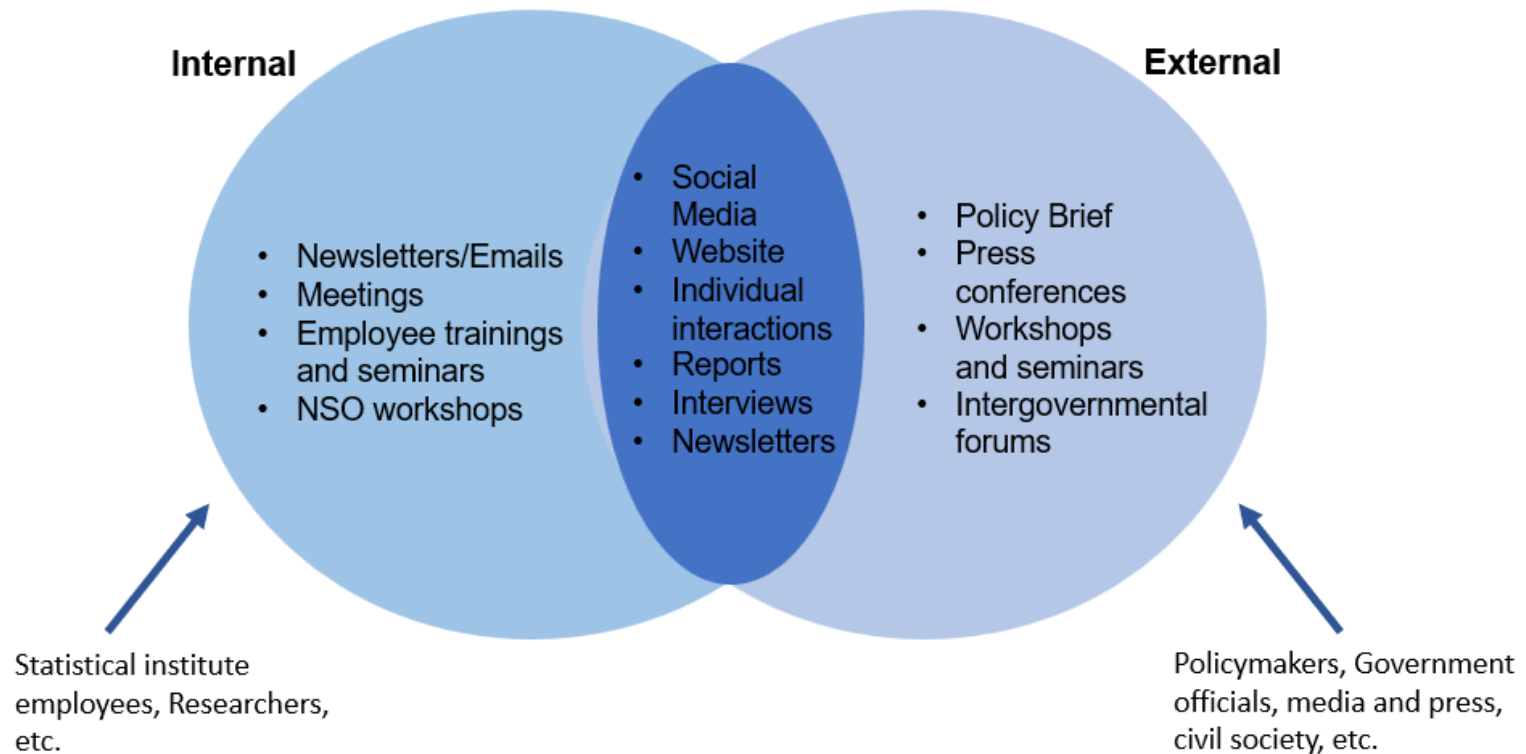 Internal
External
• Newsletters/Emails
• Meetings
• Employee trainings
and seminars
• NSO workshops
• Social
Media
• Website
• Individual
interactions
• Reports
• Interviews
• Newsletters
• Policy Brief
• Press
conferences
• Workshops
and seminars
• Intergovernmental
forums
Statistical institute
employees, Researchers,
etc.
Policymakers, Government
officials, media and press,
civil society, etc.